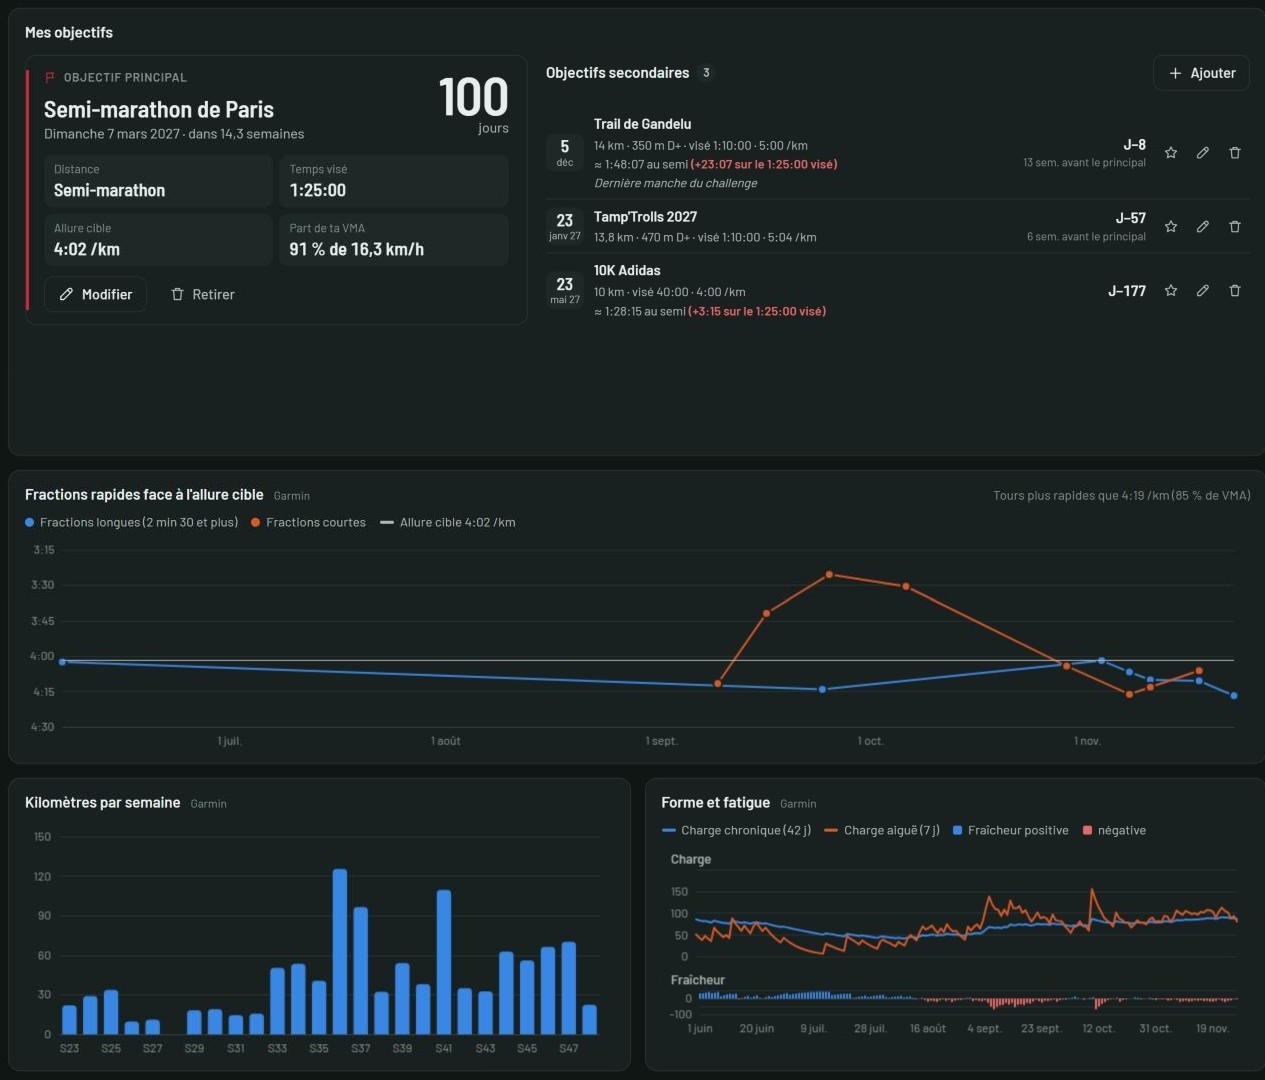 Mes objectifs
OBJECTIF PRINCIPAL
Semi-marathon de Paris
Dimanche 7 mars 2027 · dans 14,3 semaines
100
jours
Distance
Semi-marathon
Temps visé
1:25:00
Allure cible
4:02 /km
Part de ta VMA
91 % de 16,3 km/h
Modifier
Retirer
Objectifs secondaires 3
Ajouter
5
déc
Trail de Gandelu
14 km · 350 m D+ · visé 1:10:00 · 5:00 /km
≈ 1:48:07 au semi (+23:07 sur le 1:25:00 visé)
Dernière manche du challenge
J–8
13 sem. avant le principal
23
janv 27
Tamp'Trolls 2027
13,8 km · 470 m D+ · visé 1:10:00 · 5:04 /km
J–57
6 sem. avant le principal
23
mai 27
10K Adidas
10 km · visé 40:00 · 4:00 /km
≈ 1:28:15 au semi (+3:15 sur le 1:25:00 visé)
J–177
Fractions rapides face à l'allure cible Garmin
Tours plus rapides que 4:19 /km (85 % de VMA)
Fractions longues (2 min 30 et plus) Fractions courtes Allure cible 4:02 /km
3:15
3:30
3:45
4:00
4:15
4:30
1 juil. 1 août 1 sept. 1 oct. 1 nov.
Kilomètres par semaine Garmin
150
120
90
60
30
0
S23 S25 S27 S29 S31 S33 S35 S37 S39 S41 S43 S45 S47
Forme et fatigue Garmin
Charge chronique (42 j) Charge aiguë (7 j) Fraîcheur positive négative
Charge
150
100
50
0
Fraîcheur
0
-100
1 juin 20 juin 9 juil. 28 juil. 16 août 4 sept. 23 sept. 12 oct. 31 oct. 19 nov.